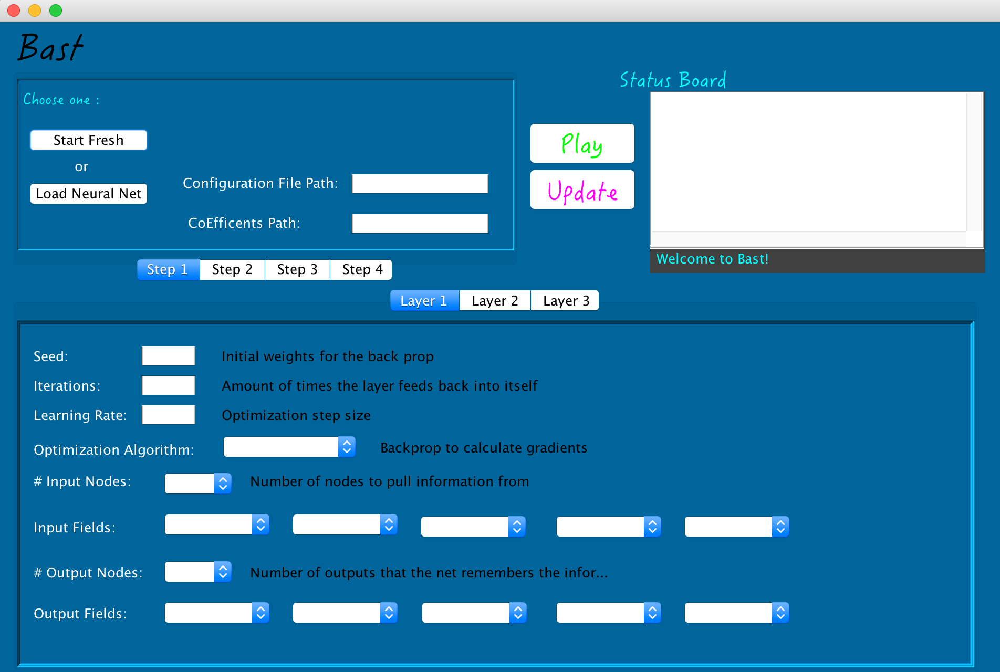 Bast
Choose one :
Start Fresh
or
Load Neural Net
Configuration File Path:
CoEfficents Path:
Step 1 Step 2 Step 3 Step 4
Play
Update
Status Board
Welcome to Bast!
Layer 1 Layer 2 Layer 3
Seed: Initial weights for the back prop
Iterations: Amount of times the layer feeds back into itself
Learning Rate: Optimization step size
Optimization Algorithm: Backprop to calculate gradients
# Input Nodes: Number of nodes to pull information from
Input Fields:
# Output Nodes: Number of outputs that the net remembers the infor...
Output Fields: